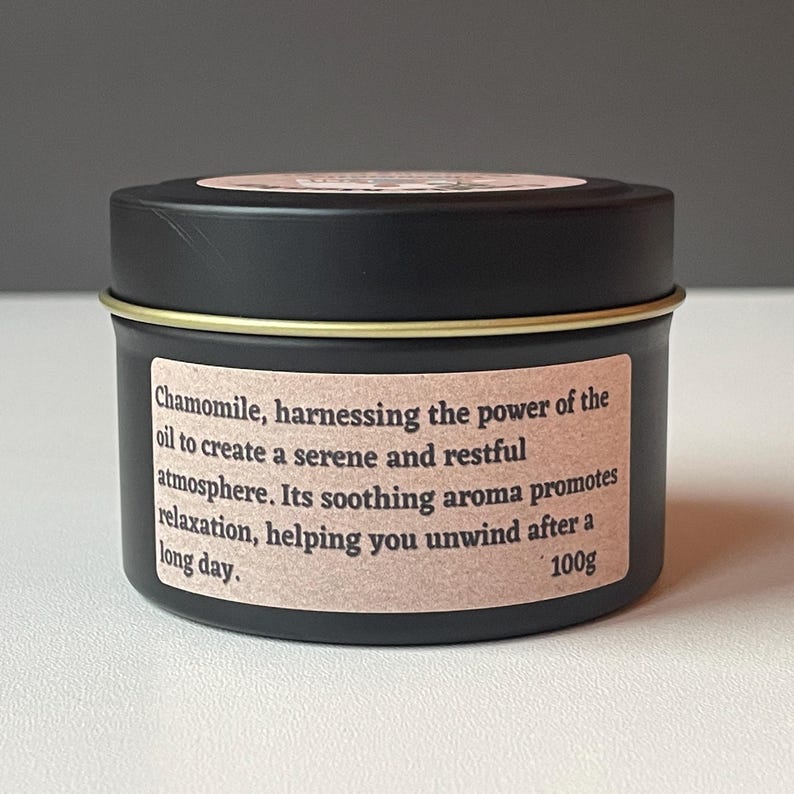 Chamomile, harnessing the power of the
oil to create a serene and restful
atmosphere. Its soothing aroma promotes
relaxation, helping you unwind after a
long day. 100g